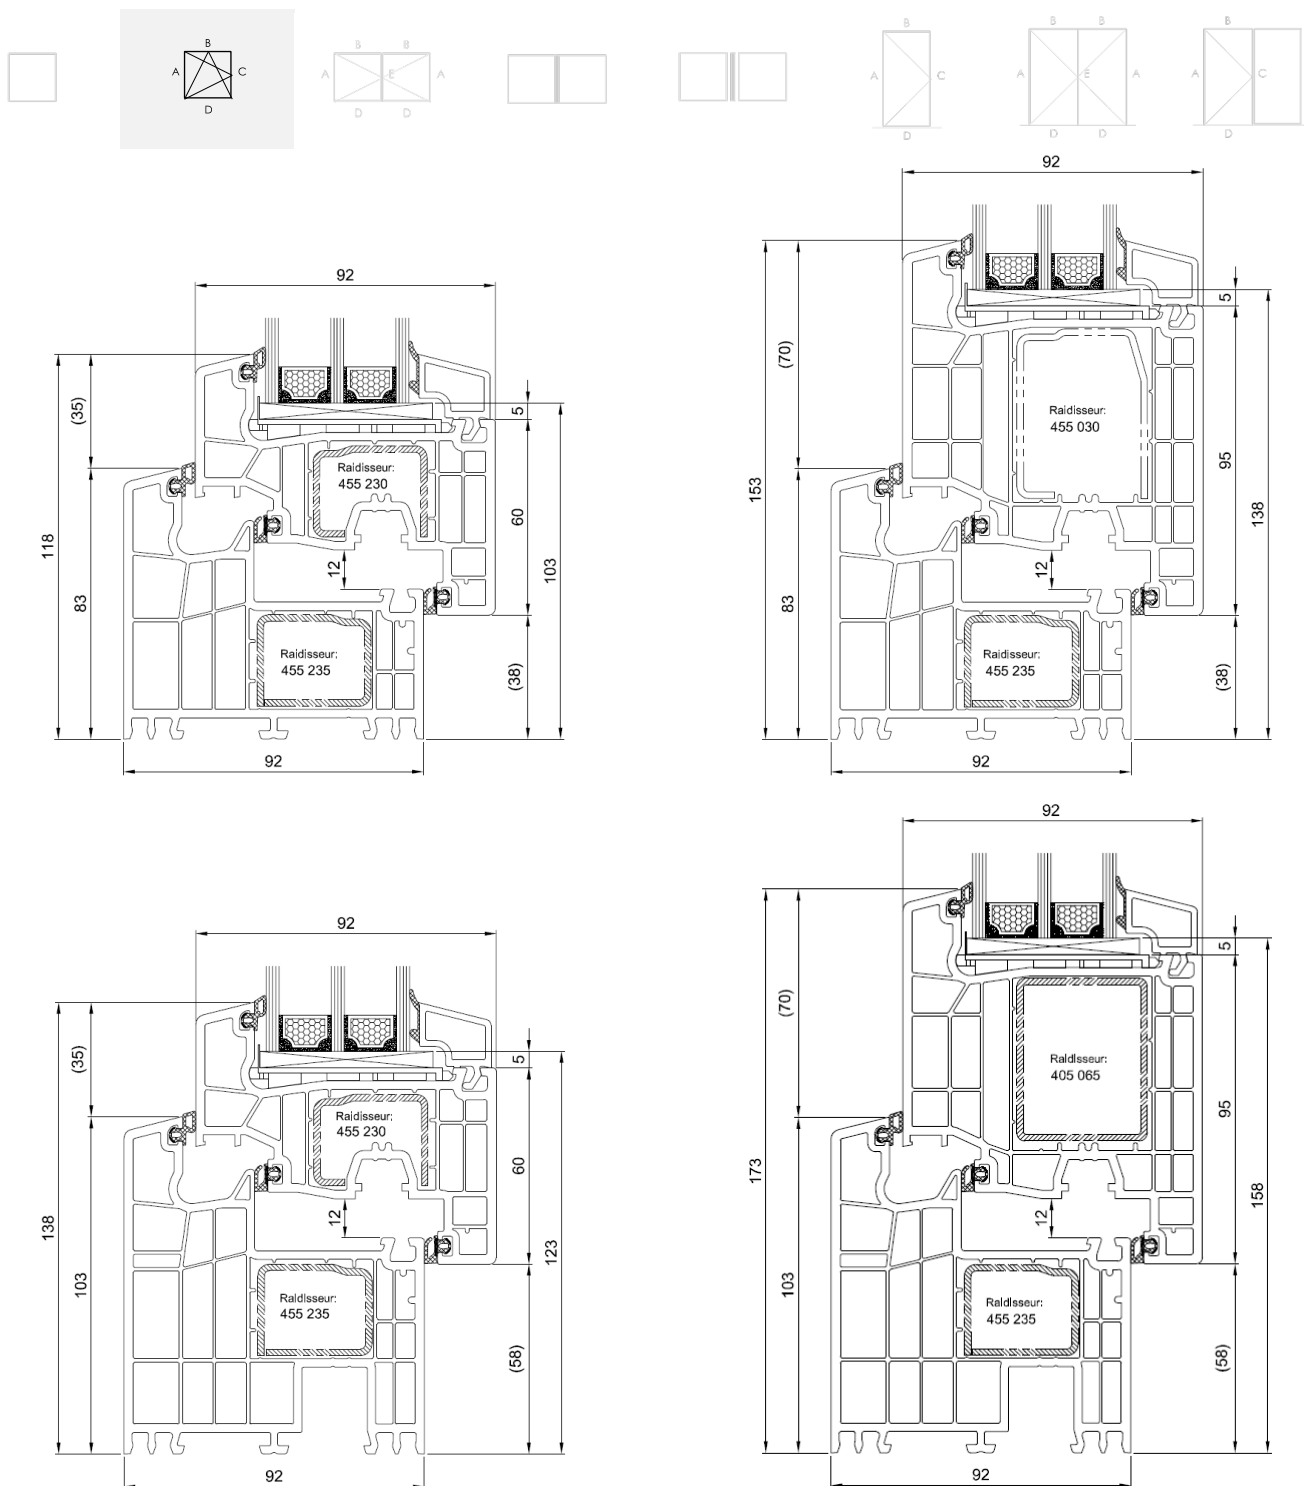 B
A
C
D
B B
A E A
D D
B
A
C
D
B B
A E A
D D
B
A
C
D
92
92
5
(70)
Raidisseur:
455 030
153
95
138
12
83
Raidisseur:
455 235
(38)
92
(35)
5
Raidisseur:
455 230
60
118
103
12
83
Raidisseur:
455 235
(38)
92
92
92
5
(70)
Raidisseur:
405 065
173
95
158
12
103
Raidisseur:
455 235
(58)
92
(35)
5
Raidisseur:
455 230
60
138
123
12
103
Raidisseur:
455 235
(58)
92